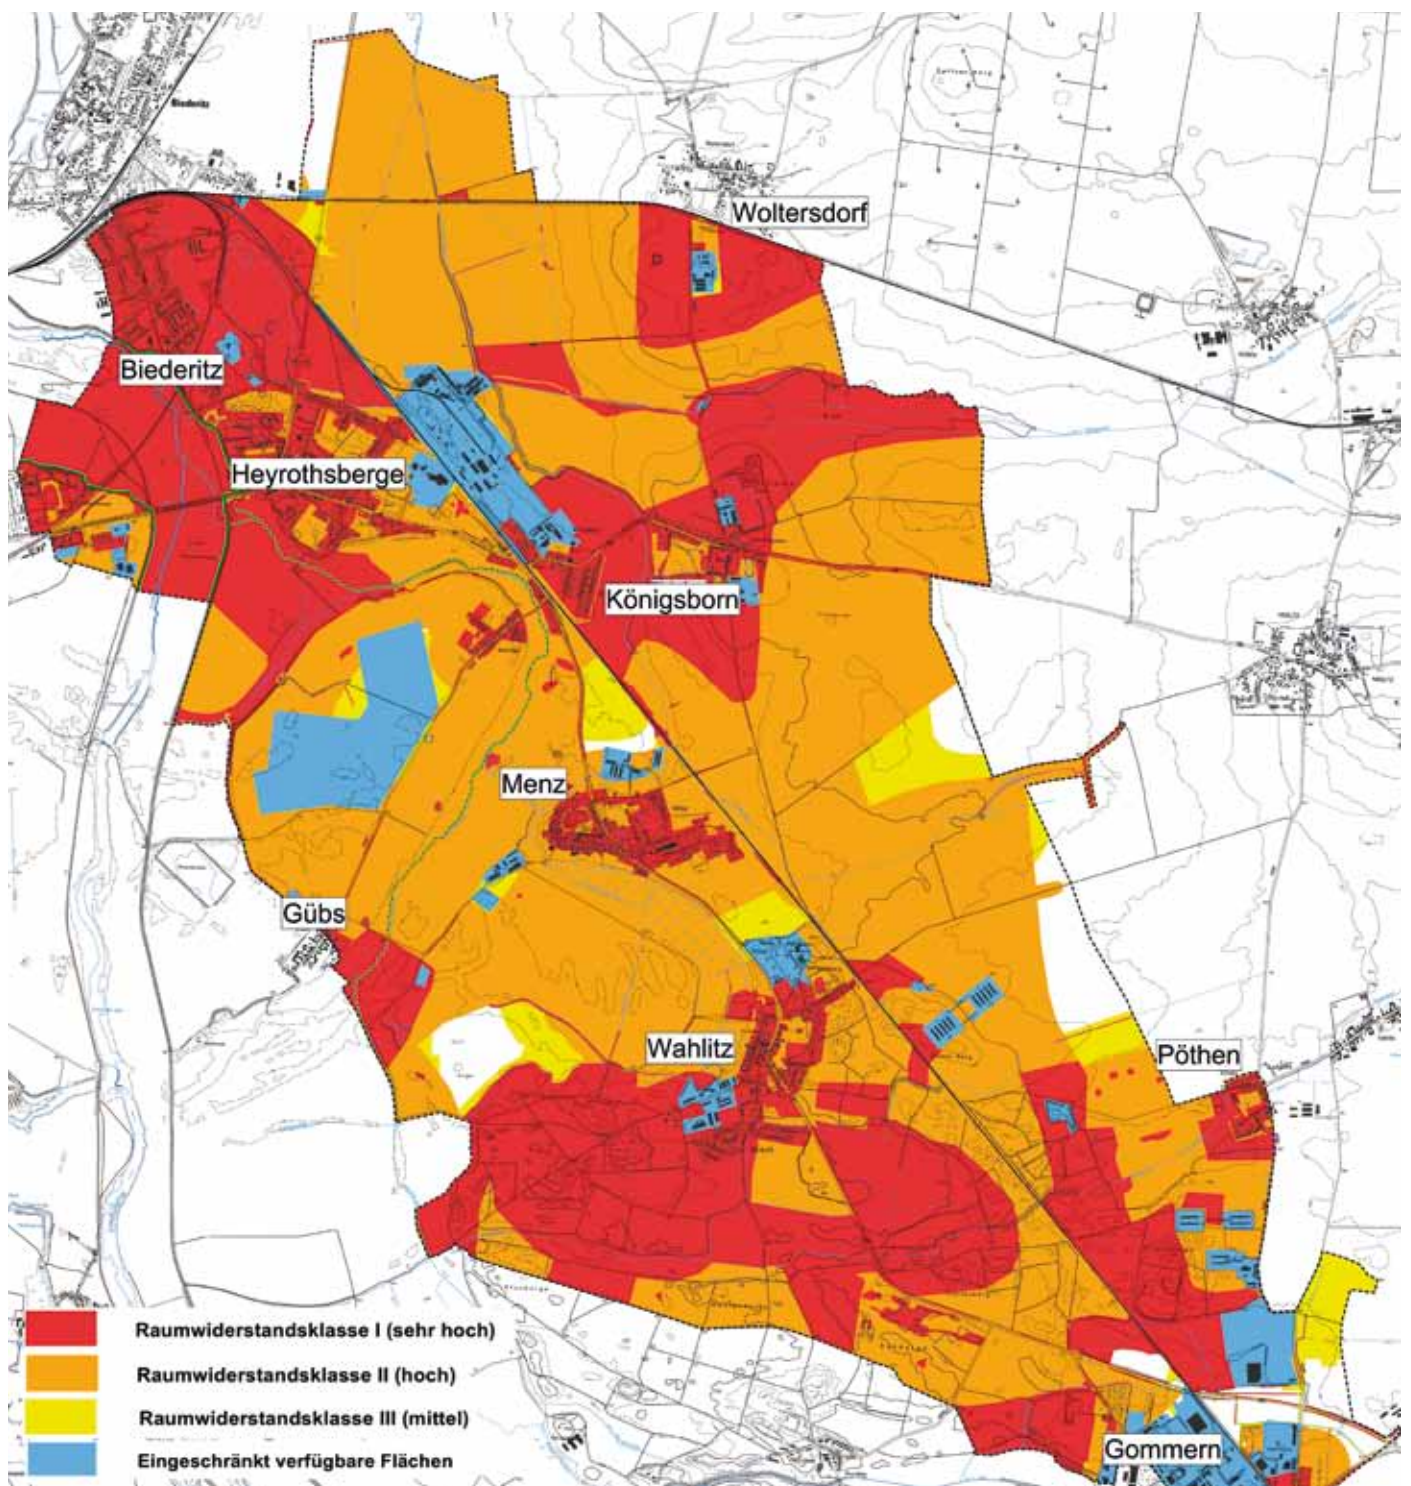 Biederitz
Woltersdorf
Biederitz
Heyrothsberge
Königsborn
Menz
Gübs
Wahlitz
Pöthen
Gommern
Raumwiderstandsklasse I (sehr hoch)
Raumwiderstandsklasse II (hoch)
Raumwiderstandsklasse III (mittel)
Eingeschränkt verfügbare Flächen